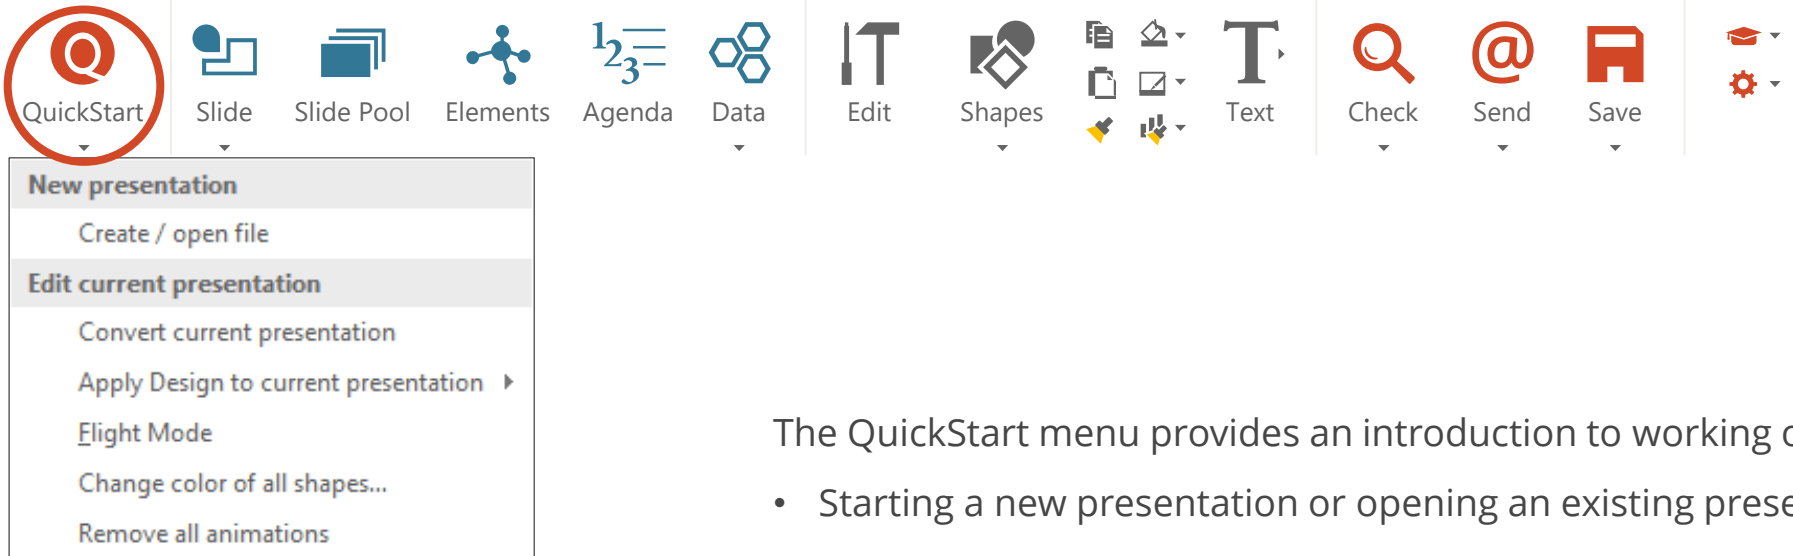 QuickStart Slide Slide Pool Elements Agenda Data Edit Shapes Text Check Send Save
New presentation
Create / open file
Edit current presentation
Convert current presentation
Apply Design to current presentation
Flight Mode
Change color of all shapes...
Remove all animations
The QuickStart menu provides an introduction to working
• Starting a new presentation or opening an existing